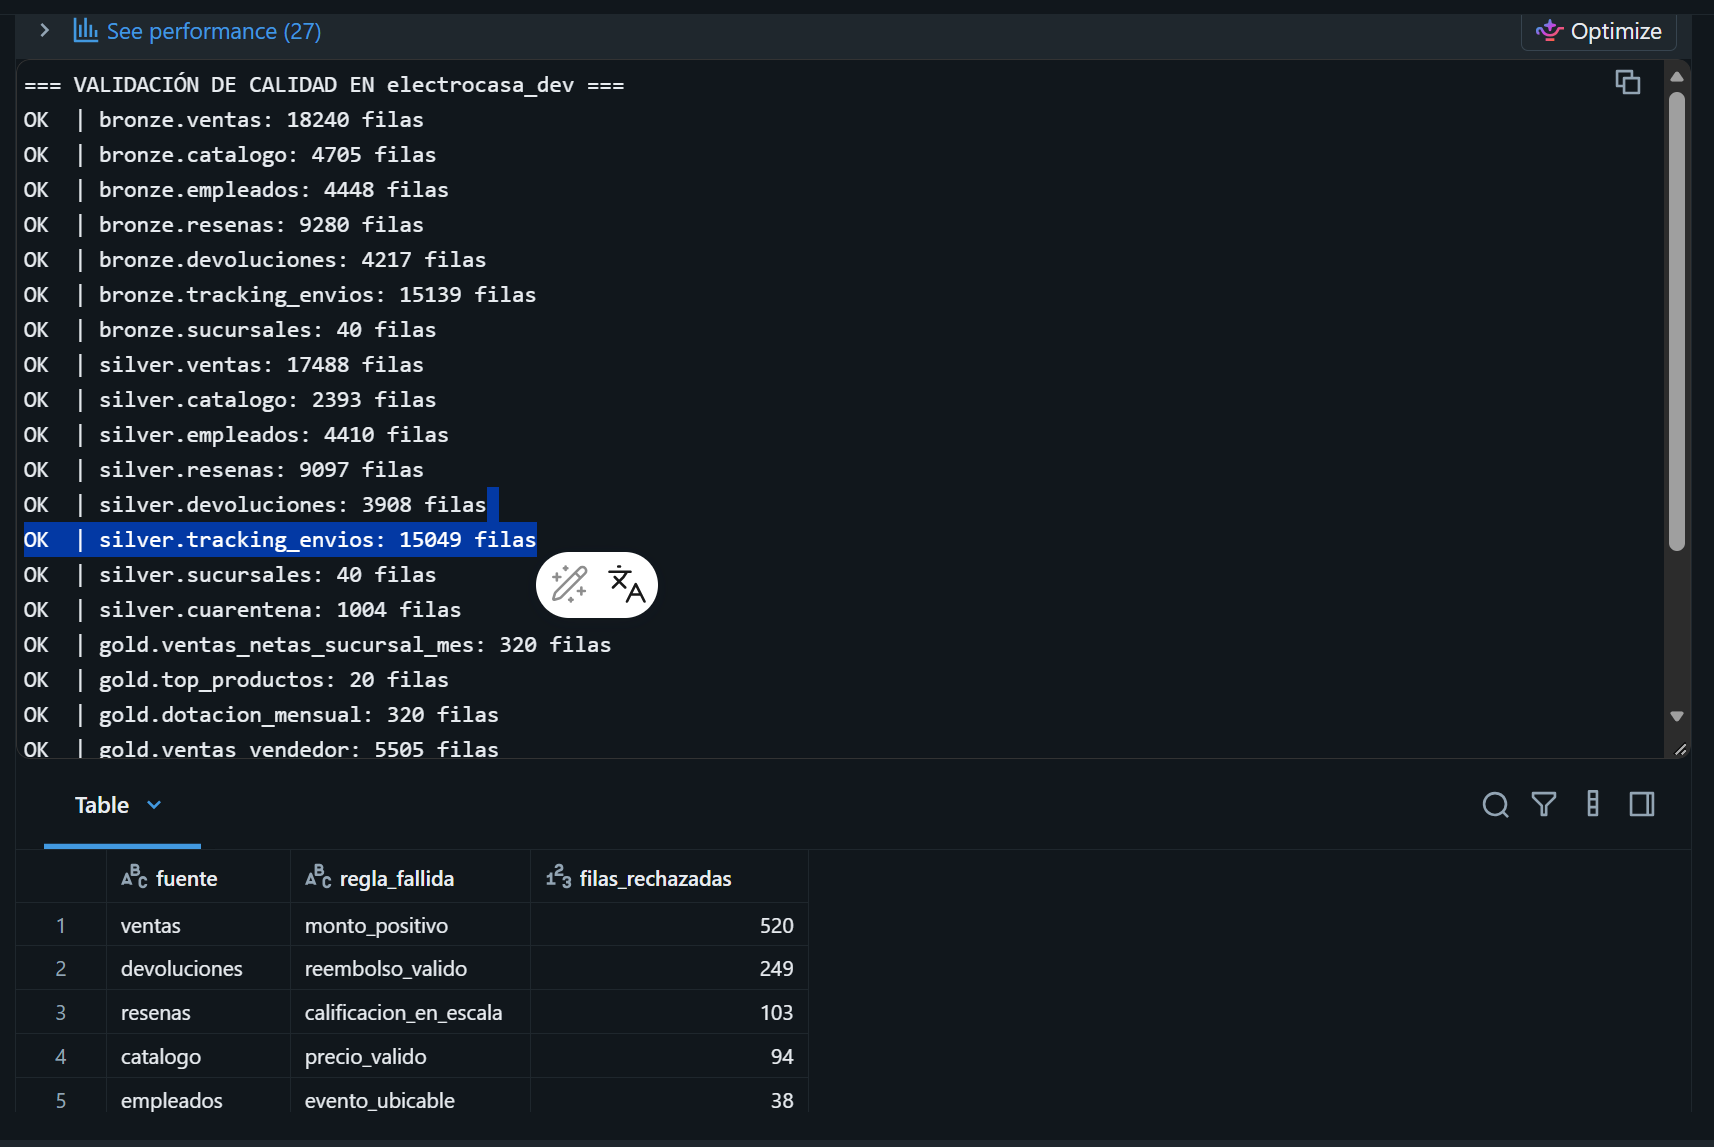 See performance (27)
Optimize
=== VALIDACIÓN DE CALIDAD EN electrocasa_dev ===
OK  | bronze.ventas: 18240 filas
OK  | bronze.catalogo: 4705 filas
OK  | bronze.empleados: 4448 filas
OK  | bronze.resenas: 9280 filas
OK  | bronze.devoluciones: 4217 filas
OK  | bronze.tracking_envios: 15139 filas
OK  | bronze.sucursales: 40 filas
OK  | silver.ventas: 17488 filas
OK  | silver.catalogo: 2393 filas
OK  | silver.empleados: 4410 filas
OK  | silver.resenas: 9097 filas
OK  | silver.devoluciones: 3908 filas
OK  | silver.tracking_envios: 15049 filas
OK  | silver.sucursales: 40 filas
OK  | silver.cuarentena: 1004 filas
OK  | gold.ventas_netas_sucursal_mes: 320 filas
OK  | gold.top_productos: 20 filas
OK  | gold.dotacion_mensual: 320 filas
OK  | gold.ventas_vendedor: 5505 filas
Table
fuente regla_fallida filas_rechazadas
1 ventas monto_positivo 520
2 devoluciones reembolso_valido 249
3 resenas calificacion_en_escala 103
4 catalogo precio_valido 94
5 empleados evento_ubicable 38